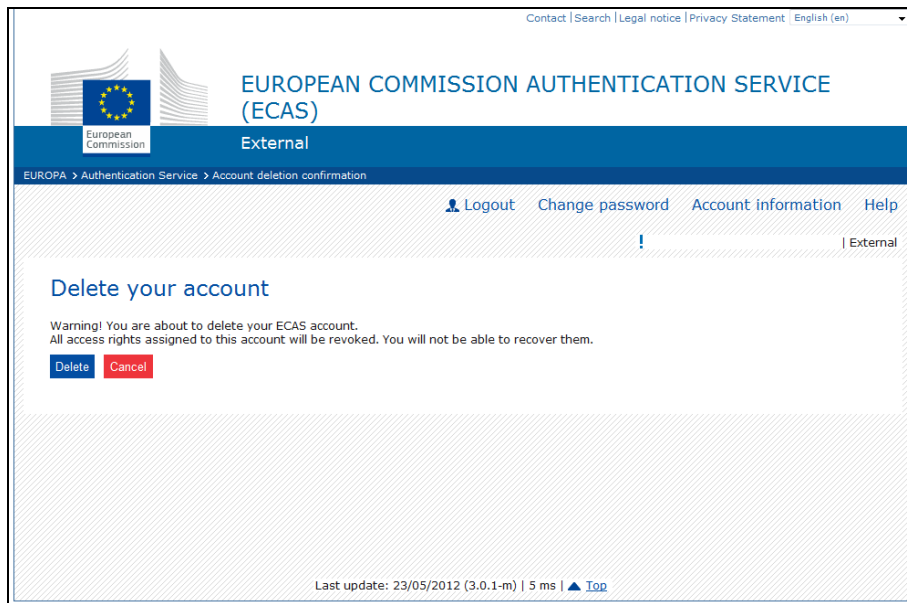 Contact | Search | Legal notice | Privacy Statement English (en)
EUROPEAN COMMISSION AUTHENTICATION SERVICE
(ECAS)
European
Commission
External
EUROPA > Authentication Service > Account deletion confirmation
Logout Change password Account information Help
! | External
Delete your account
Warning! You are about to delete your ECAS account.
All access rights assigned to this account will be revoked. You will not be able to recover them.
Delete Cancel
Last update: 23/05/2012 (3.0.1-m) | 5 ms | Top